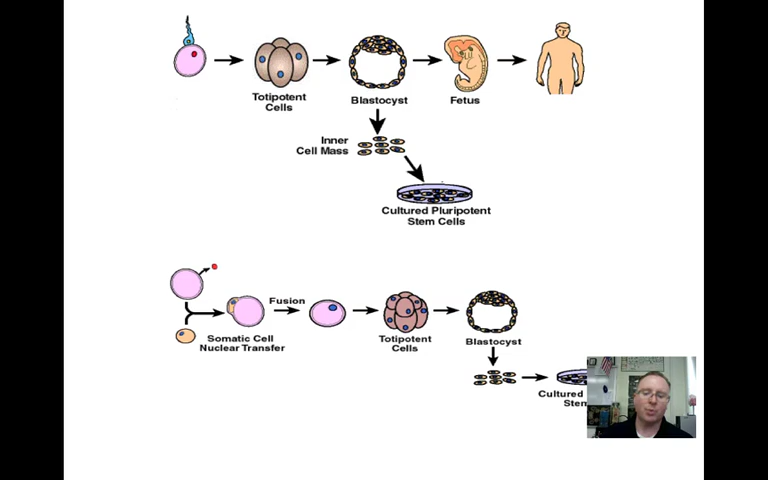 Totipotent
Cells
Blastocyst
Fetus
Inner
Cell Mass
Cultured Pluripotent
Stem Cells
Fusion
Somatic Cell
Nuclear Transfer
Totipotent
Cells
Blastocyst
Cultured